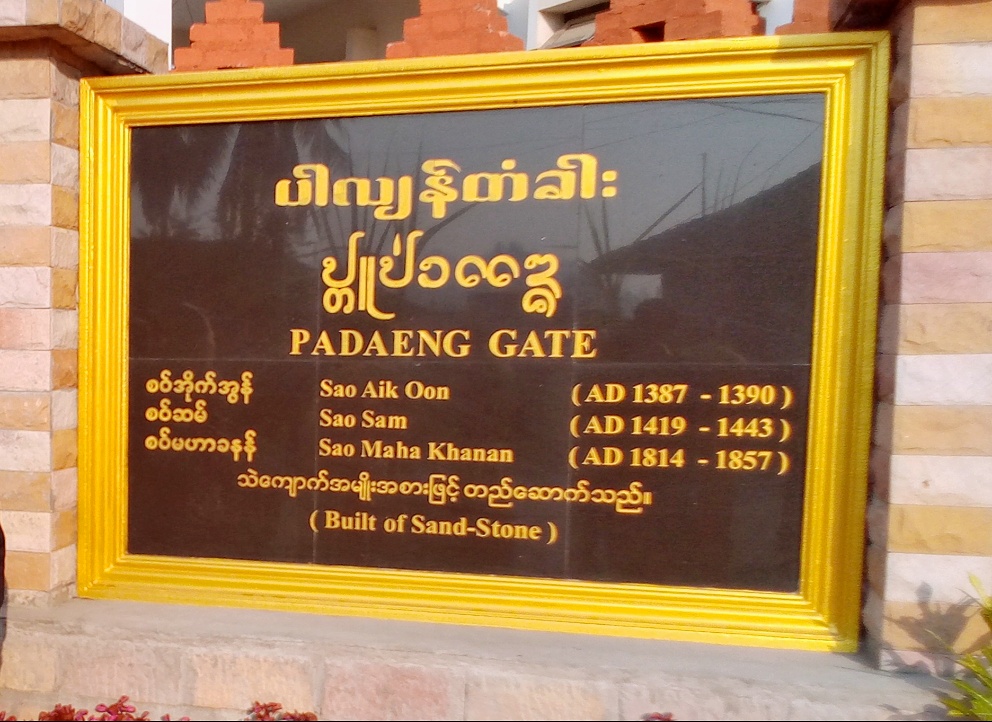 ပါလျှန်တံခါး
PADAENG GATE
စဝ်အိုက်အွန် Sao Aik Oon ( AD 1387 - 1390 )
စဝ်ဆမ် Sao Sam ( AD 1419 - 1443 )
စဝ်မဟာခနန် Sao Maha Khanan ( AD 1814 - 1857 )
သဲကျောက်အမျိုးအစားဖြင့် တည်ဆောက်သည်။
( Built of Sand-Stone )